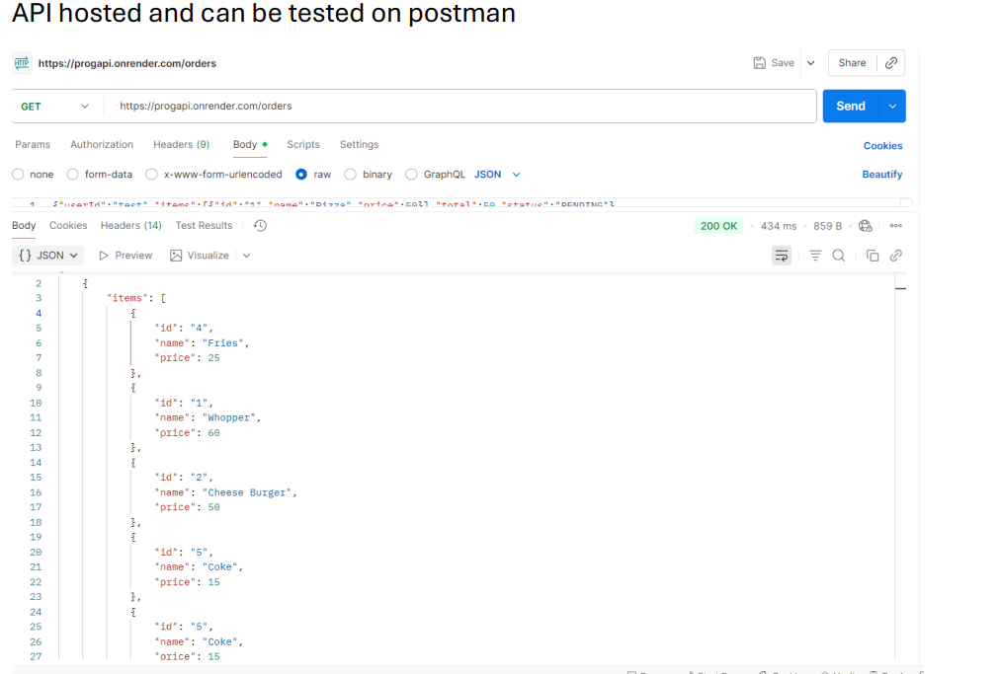 API hosted and can be tested on postman
HTTP https://progapi.onrender.com/orders Save Share
GET https://progapi.onrender.com/orders Send
Params Authorization Headers (9) Body Scripts Settings Cookies
none form-data x-www-form-urlencoded raw binary GraphQL JSON Beautify
1 {"userId":"test","items":[{"id":"1","name":"Pizza","price":50}],"total":50,"status":"PENDING"}
Body Cookies Headers (14) Test Results 200 OK 434 ms 859 B
{} JSON Preview Visualize
2 {
3 "items": [
4 {
5 "id": "4",
6 "name": "Fries",
7 "price": 25
8 },
9 {
10 "id": "1",
11 "name": "Whopper",
12 "price": 60
13 },
14 {
15 "id": "2",
16 "name": "Cheese Burger",
17 "price": 50
18 },
19 {
20 "id": "5",
21 "name": "Coke",
22 "price": 15
23 },
24 {
25 "id": "5",
26 "name": "Coke",
27 "price": 15